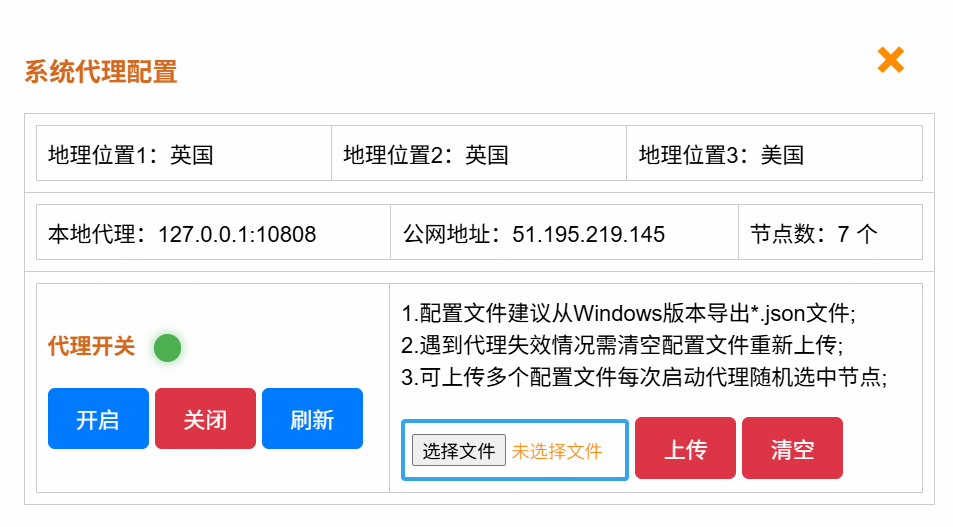 系统代理配置
地理位置1：英国 地理位置2：英国 地理位置3：美国
本地代理：127.0.0.1:10808 公网地址：51.195.219.145 节点数：7 个
代理开关
开启 关闭 刷新
1.配置文件建议从Windows版本导出*.json文件;
2.遇到代理失效情况需清空配置文件重新上传;
3.可上传多个配置文件每次启动代理随机选中节点;
选择文件 未选择文件 上传 清空